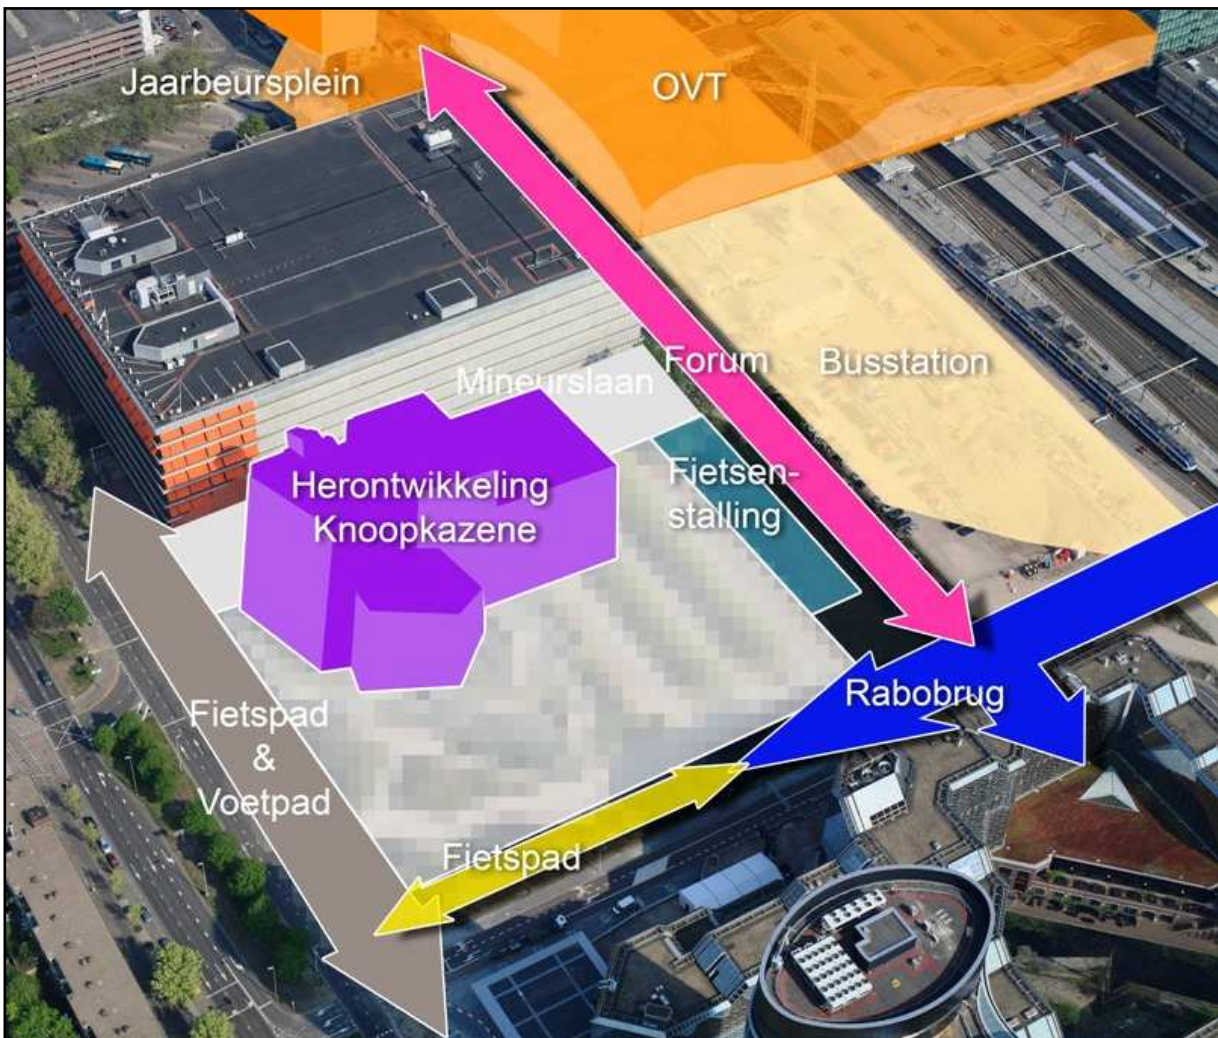 Jaarbeursplein
OVT
Forum
Busstation
Mineurslaan
Herontwikkeling
Knoopkazene
Fietsen-
stalling
Rabobrug
Fietspad
&
Voetpad
Fietspad